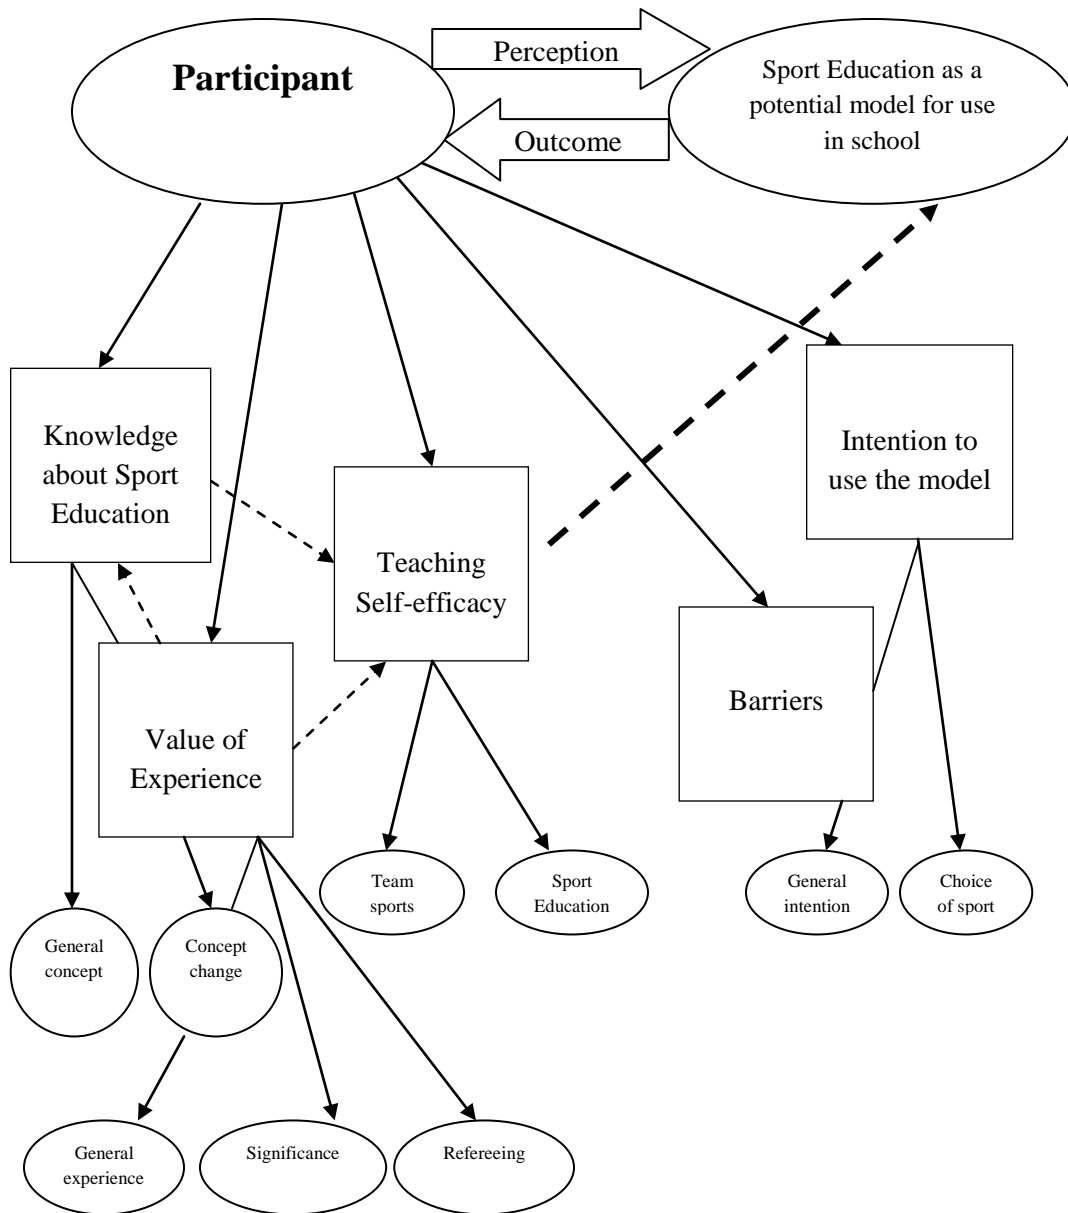 Participant
Perception
Outcome
Sport Education as a
potential model for use
in school
Knowledge
about Sport
Education
Teaching
Self-efficacy
Intention to
use the model
Value of
Experience
Barriers
Team
sports
Sport
Education
General
intention
Choice
of sport
General
concept
Concept
change
General
experience
Significance
Refereeing